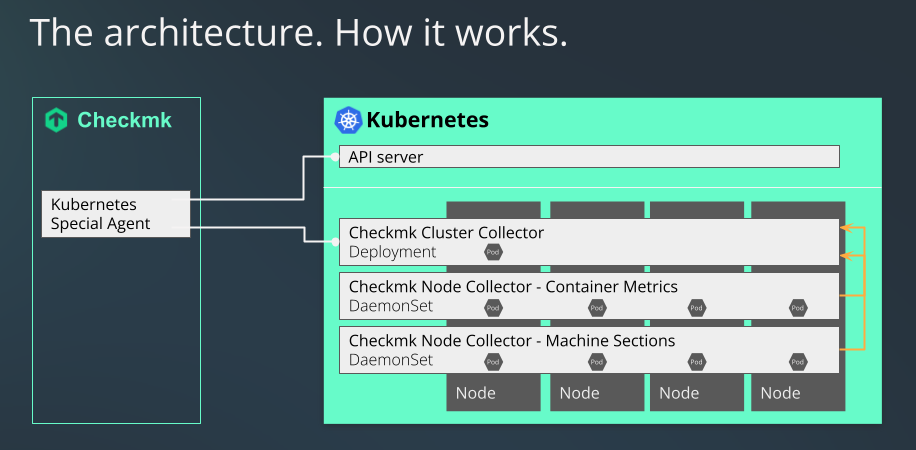 The architecture. How it works.
Checkmk
Kubernetes
Special Agent
Kubernetes
API server
Checkmk Cluster Collector
Deployment
Pod
Checkmk Node Collector - Container Metrics
DaemonSet
Pod Pod Pod Pod
Checkmk Node Collector - Machine Sections
DaemonSet
Pod Pod Pod Pod
Node Node Node Node